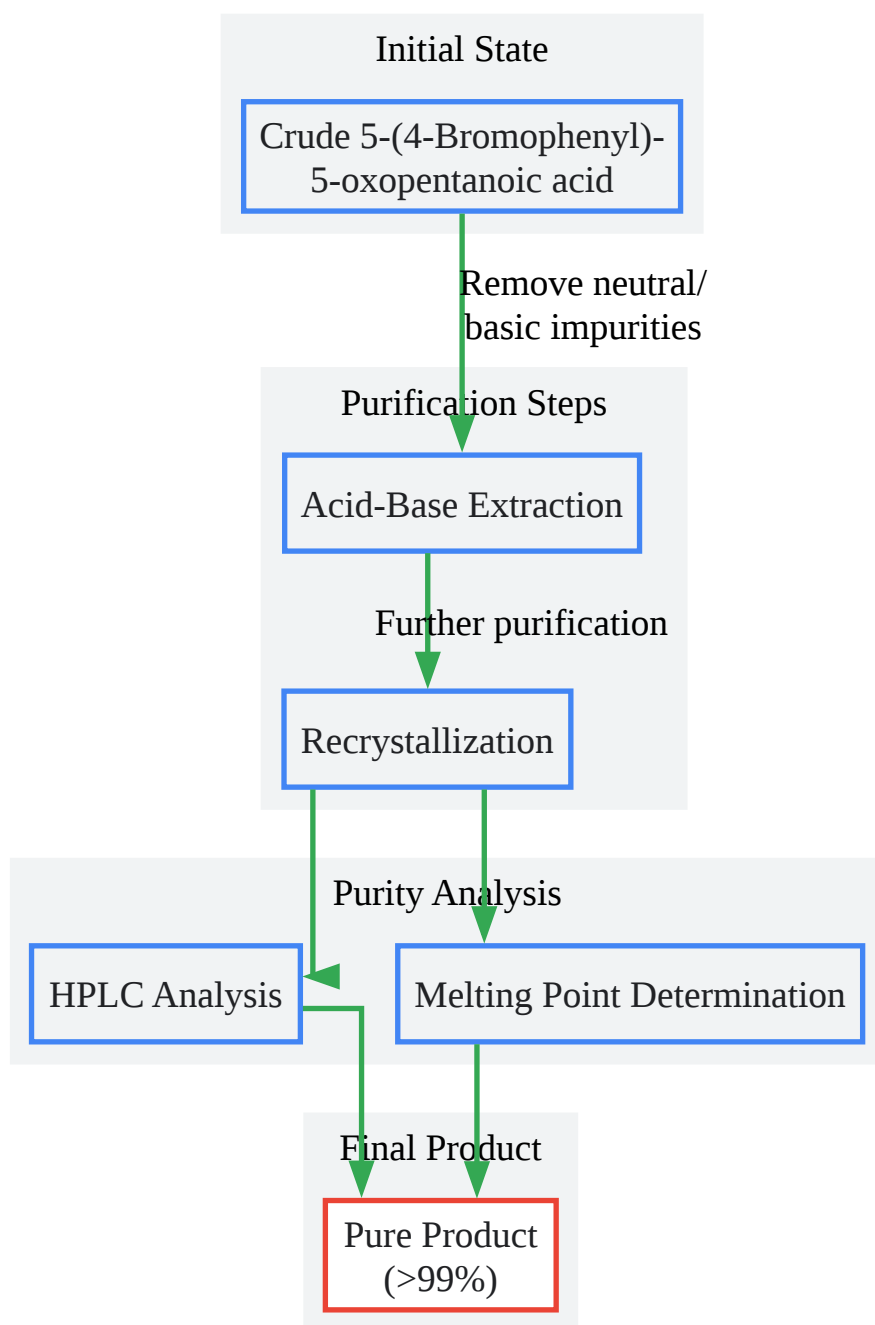 Initial State
Crude 5-(4-Bromophenyl)-
5-oxopentanoic acid
Remove neutral/
basic impurities
Purification Steps
Acid-Base Extraction
Further purification
Recrystallization
Purity Analysis
HPLC Analysis
Melting Point Determination
Final Product
Pure Product
(>99%)